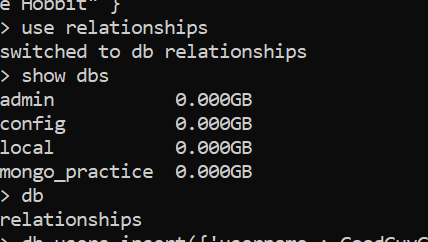 e Hobbit" }
> use relationships
switched to db relationships
> show dbs
admin           0.000GB
config          0.000GB
local           0.000GB
mongo_practice  0.000GB
> db
relationships
> db.users.insert({'username : GoodGuyG